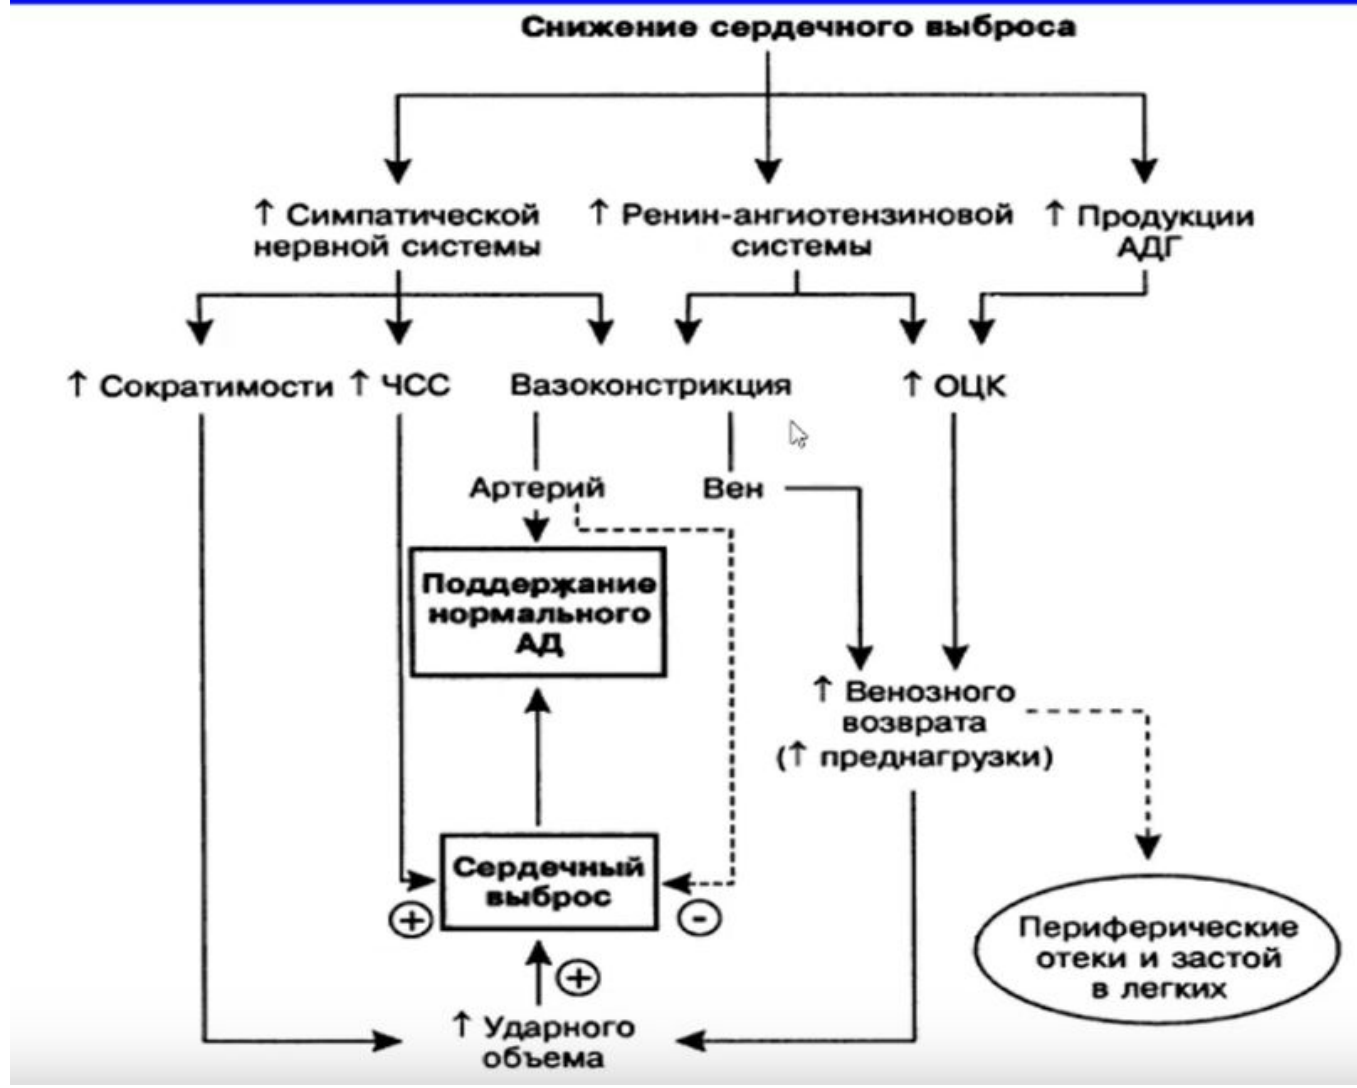 Снижение сердечного выброса
↑ Симпатической
нервной системы
↑ Ренин-ангиотензиновой
системы
↑ Продукции
АДГ
↑ Сократимости
↑ ЧСС
Вазоконстрикция
↑ ОЦК
Артерий
Вен
Поддержание
нормального
АД
↑ Венозного
возврата
(↑ преднагрузки)
Сердечный
выброс
+
-
+
Периферические
отеки и застой
в легких
↑ Ударного
объема